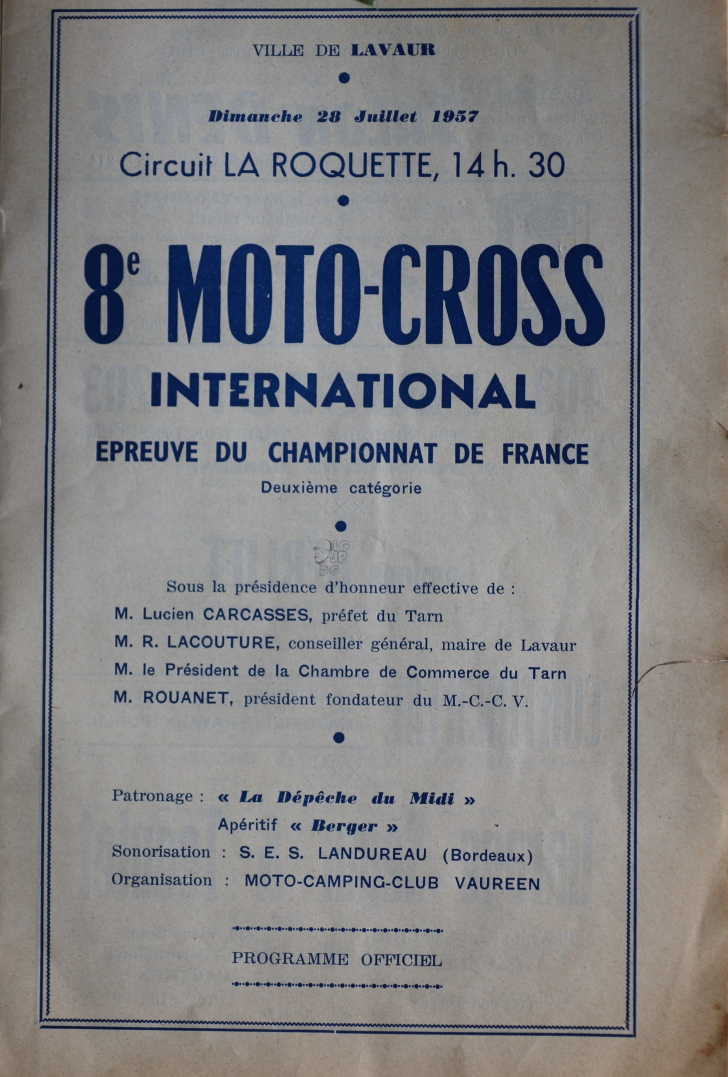 VILLE DE LAVAUR
Dimanche 28 Juillet 1957
Circuit LA ROQUETTE, 14 h. 30
8e MOTO-CROSS
INTERNATIONAL
EPREUVE DU CHAMPIONNAT DE FRANCE
Deuxième catégorie
Sous la présidence d'honneur effective de :
M. Lucien CARCASSES, préfet du Tarn
M. R. LACOUTURE, conseiller général, maire de Lavaur
M. le Président de la Chambre de Commerce du Tarn
M. ROUANET, président fondateur du M.-C.-C. V.
Patronage : « La Dépêche du Midi »
Apéritif « Berger »
Sonorisation : S. E. S. LANDUREAU (Bordeaux)
Organisation : MOTO-CAMPING-CLUB VAUREEN
PROGRAMME OFFICIEL